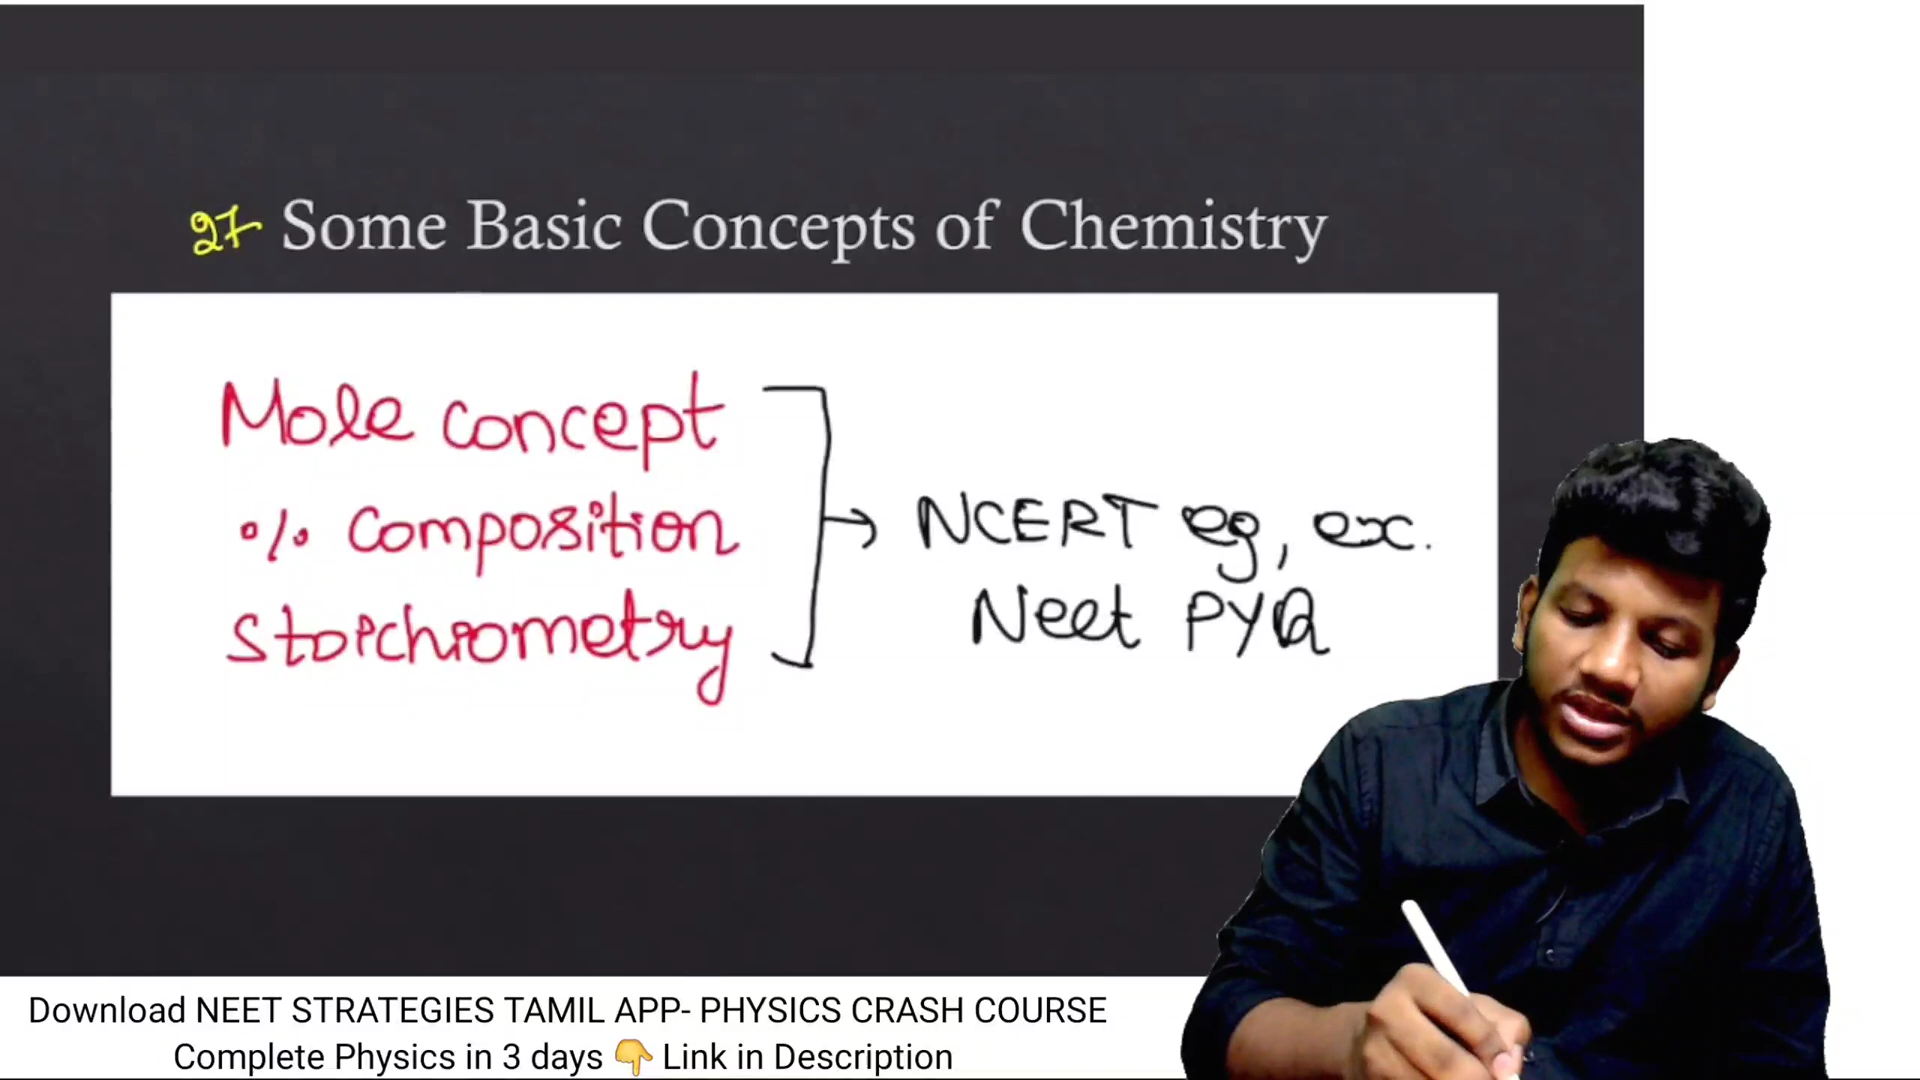 27 Some Basic Concepts of Chemistry
Mole concept
% composition
Stoichiometry
NCERT eg, ex.
Neet PYQ
Download NEET STRATEGIES TAMIL APP- PHYSICS CRASH COURSE
Complete Physics in 3 days 👇 Link in Description